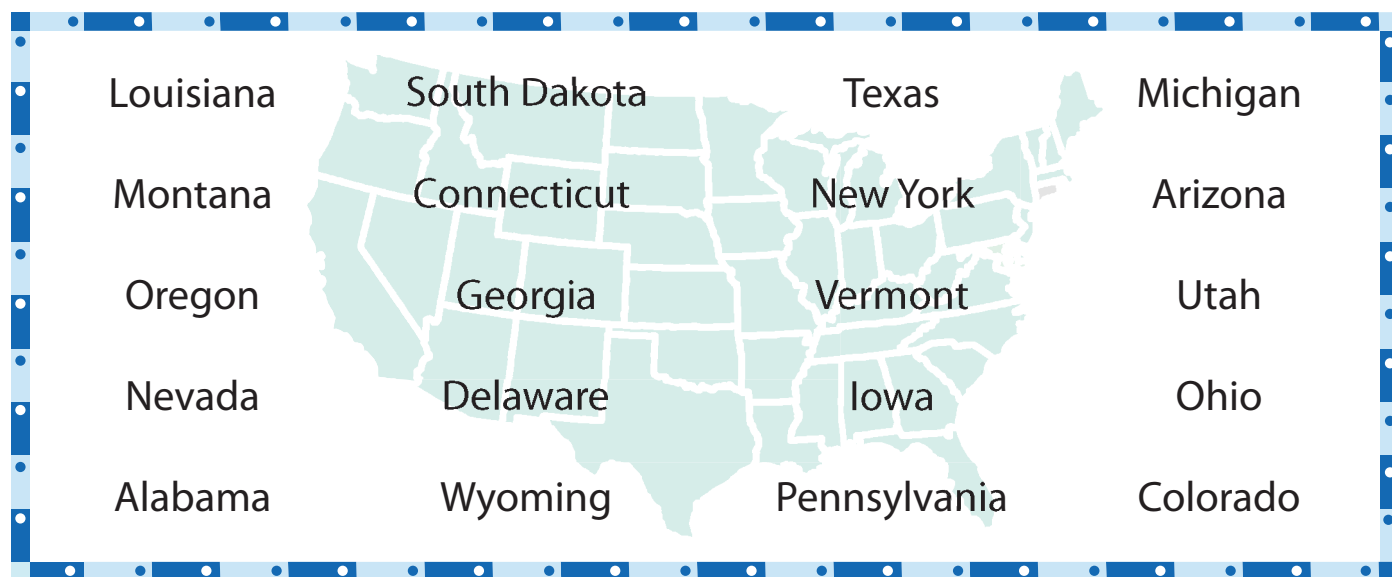 Louisiana South Dakota Texas Michigan
Montana Connecticut New York Arizona
Oregon Georgia Vermont Utah
Nevada Delaware Iowa Ohio
Alabama Wyoming Pennsylvania Colorado